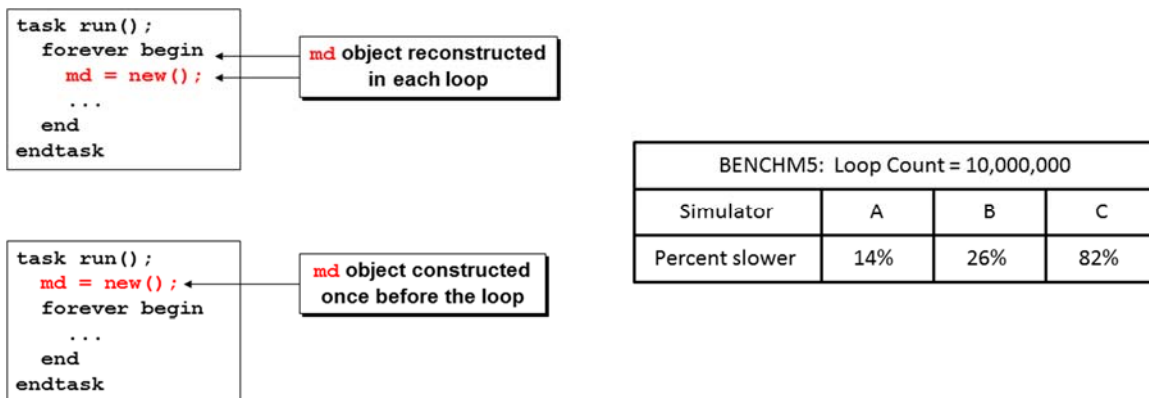 task run();
forever begin
md = new();
...
end
endtask
md object reconstructed
in each loop
task run();
md = new();
forever begin
...
end
endtask
md object constructed
once before the loop
BENCHM5: Loop Count = 10,000,000
Simulator A B C
Percent slower 14% 26% 82%